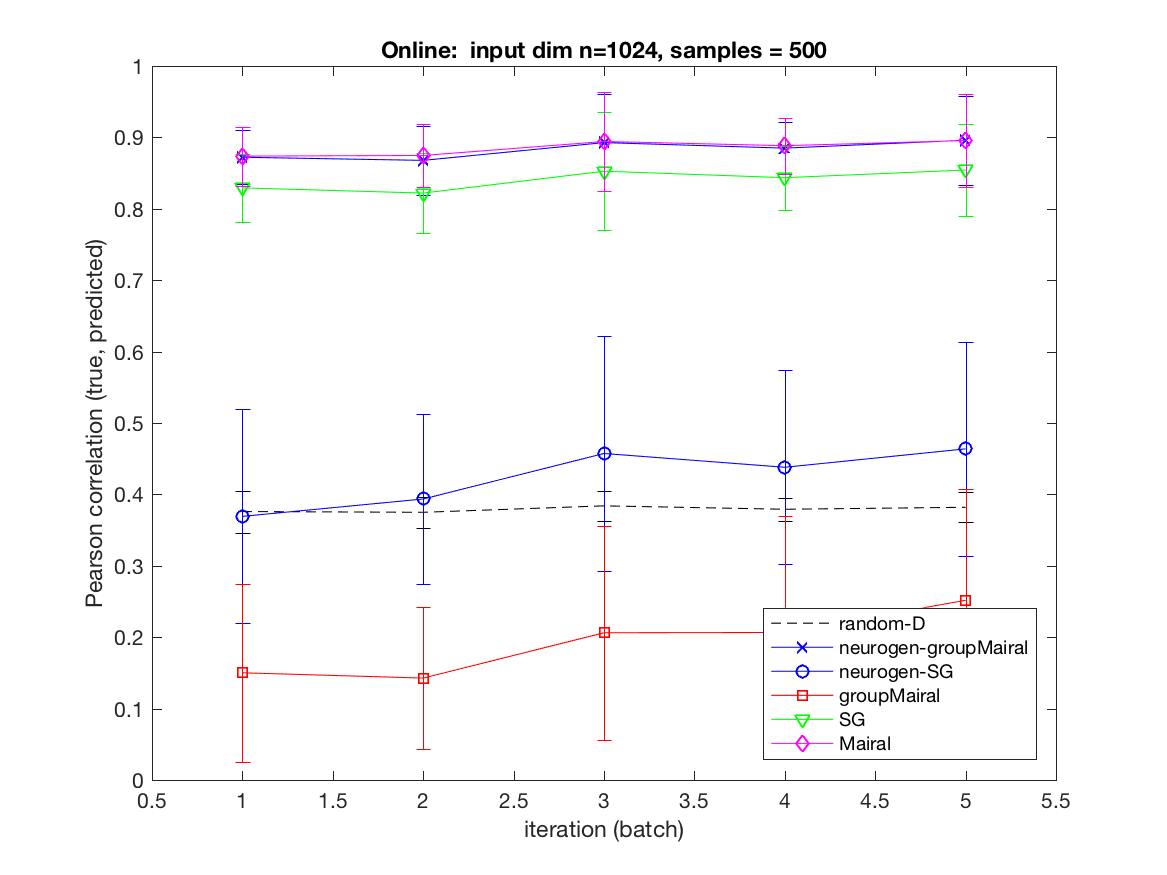 Online:  input dim n=1024, samples = 500
1
0.9
0.8
0.7
0.6
0.5
0.4
0.3
0.2
0.1
0
Pearson correlation (true, predicted)
random-D
neurogen-groupMairal
neurogen-SG
groupMairal
SG
Mairal
0.5 1 1.5 2 2.5 3 3.5 4 4.5 5 5.5
iteration (batch)